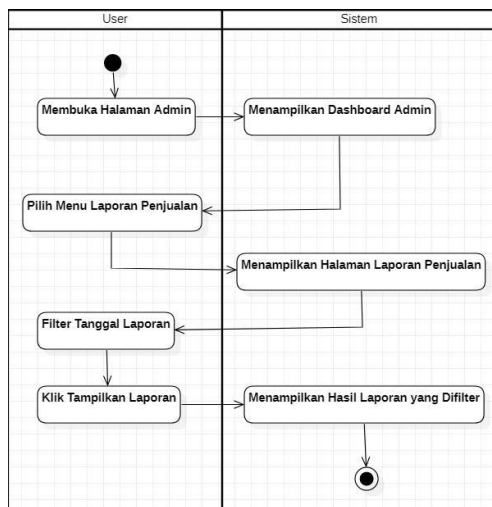 User
Sistem
Membuka Halaman Admin
Menampilkan Dashboard Admin
Pilih Menu Laporan Penjualan
Menampilkan Halaman Laporan Penjualan
Filter Tanggal Laporan
Klik Tampilkan Laporan
Menampilkan Hasil Laporan yang Difilter